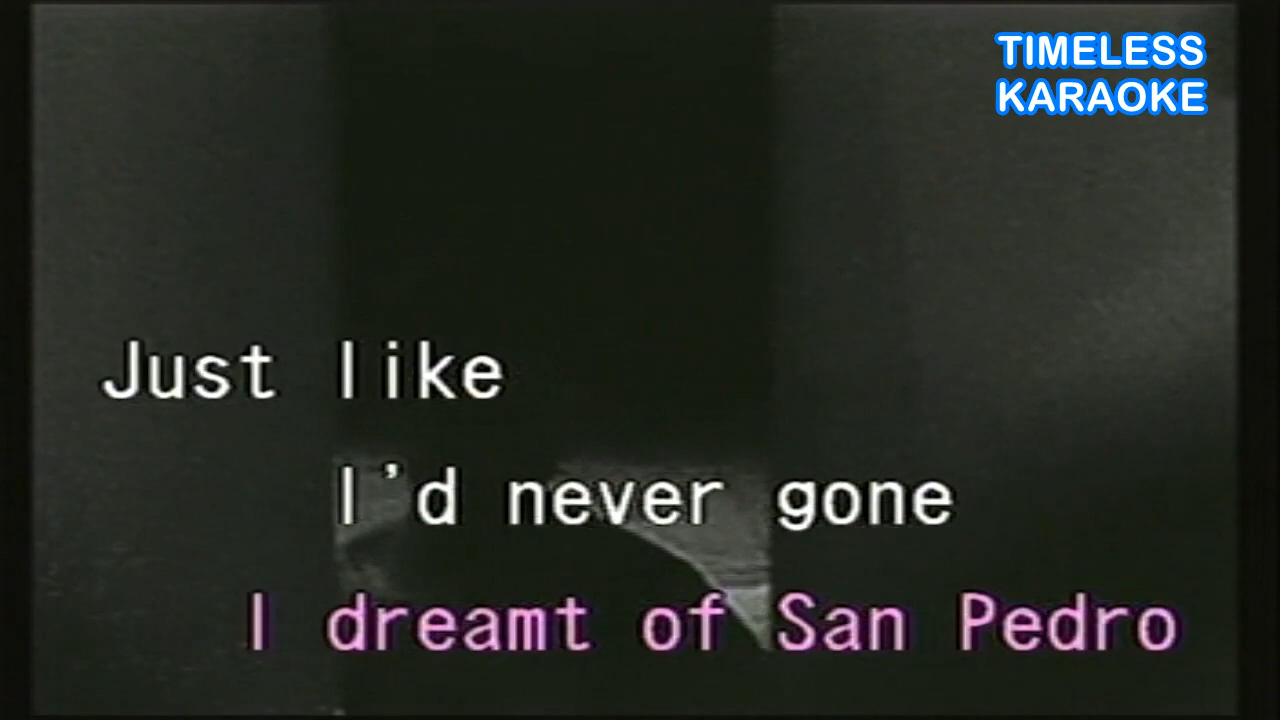 TIMELESS
KARAOKE
Just like
I'd never gone
I dreamt of San Pedro